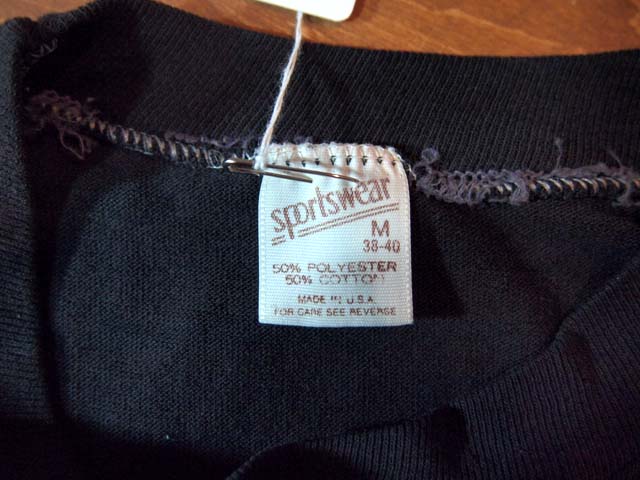 sportswear
M
38-40
50% POLYESTER
50% COTTON
MADE IN U.S.A.
FOR CARE SEE REVERSE